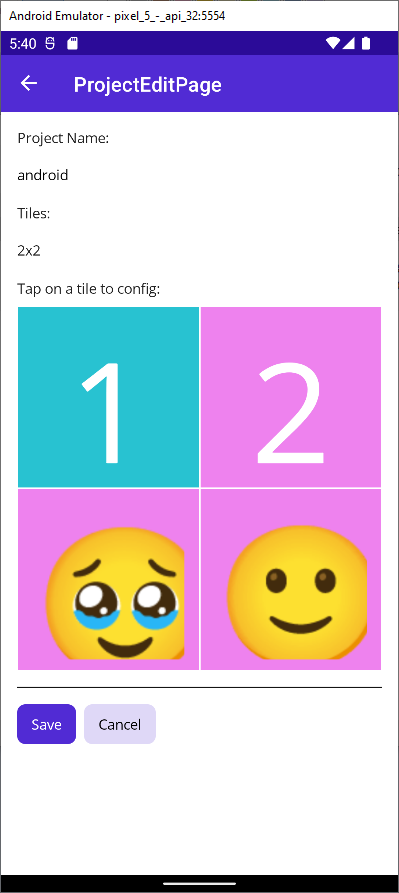 Android Emulator - pixel_5_-_api_32:5554
5:40
ProjectEditPage
Project Name:
android
Tiles:
2x2
Tap on a tile to config:
1 2
Save Cancel